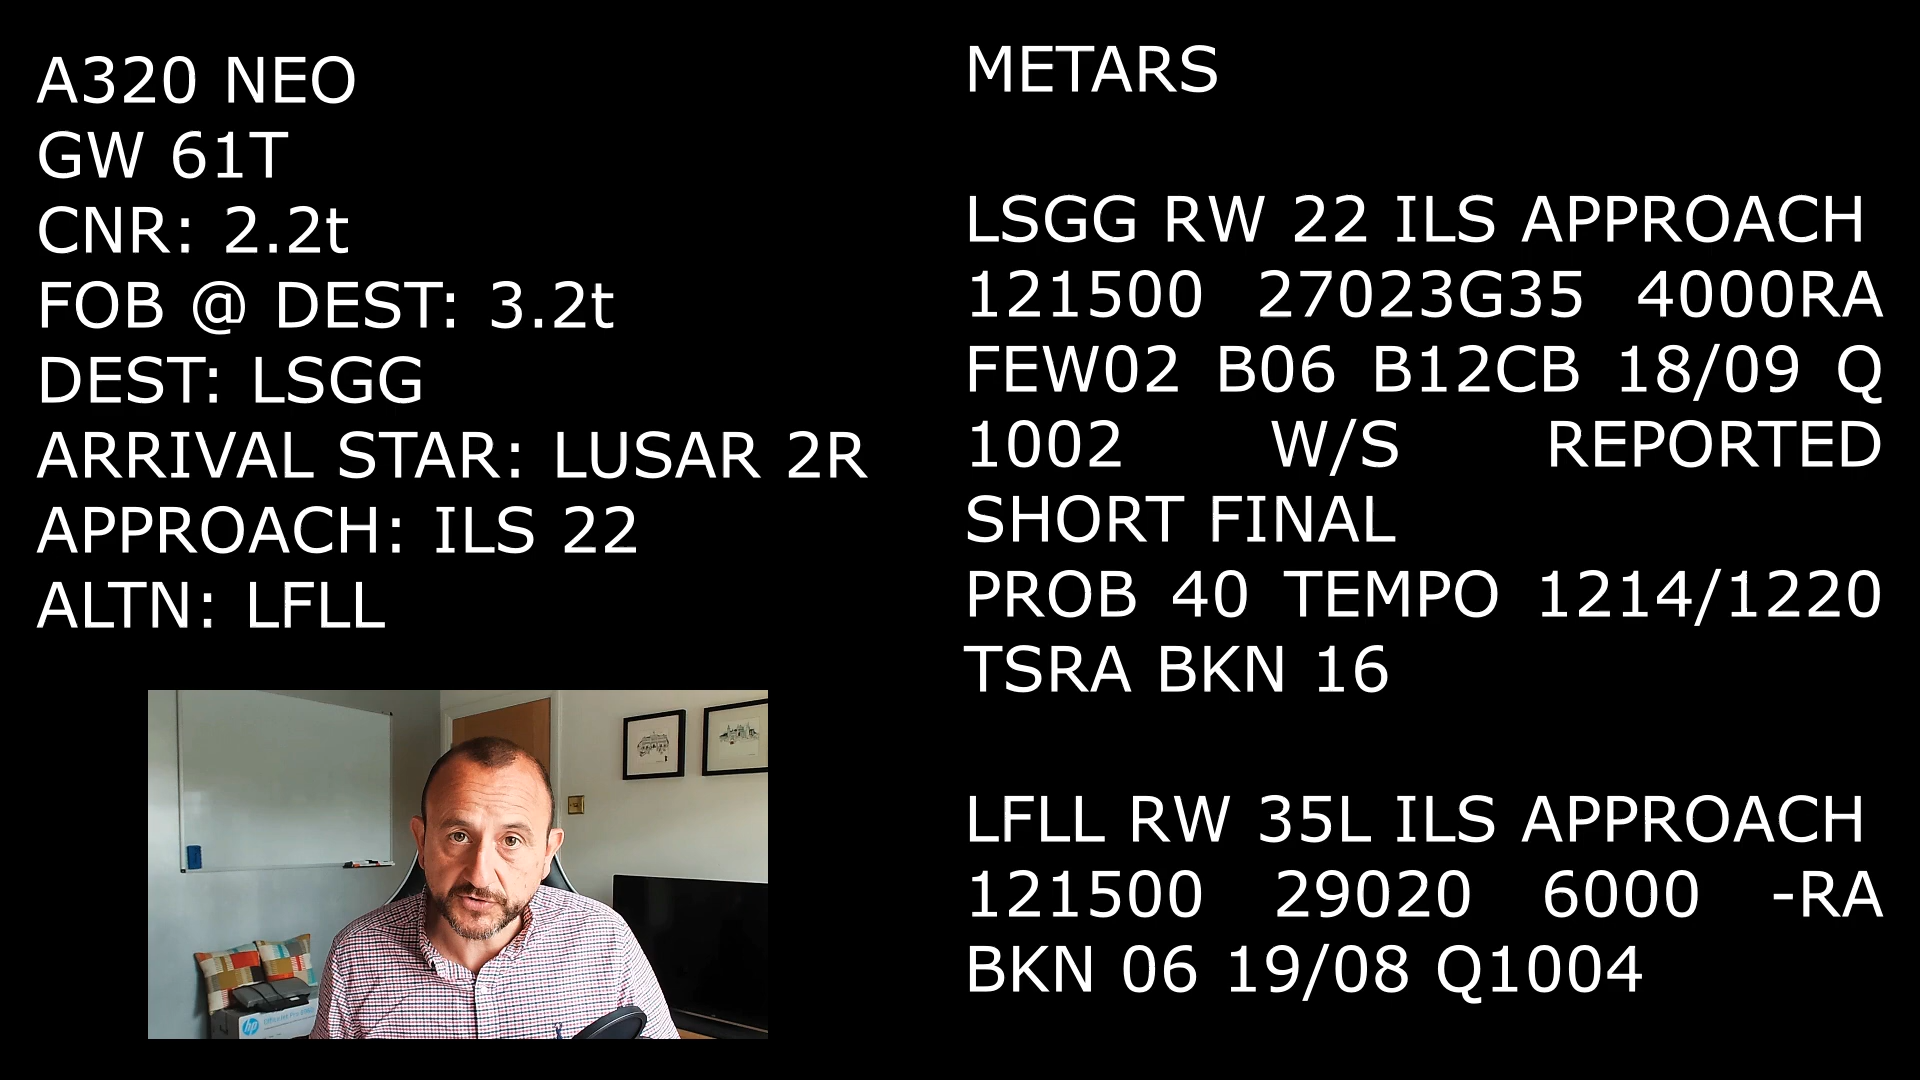 A320 NEO
GW 61T
CNR: 2.2t
FOB @ DEST: 3.2t
DEST: LSGG
ARRIVAL STAR: LUSAR 2R
APPROACH: ILS 22
ALTN: LFLL
METARS
LSGG RW 22 ILS APPROACH
121500 27023G35 4000RA
FEW02 B06 B12CB 18/09 Q
1002 W/S REPORTED
SHORT FINAL
PROB 40 TEMPO 1214/1220
TSRA BKN 16
LFLL RW 35L ILS APPROACH
121500 29020 6000 -RA
BKN 06 19/08 Q1004
hp